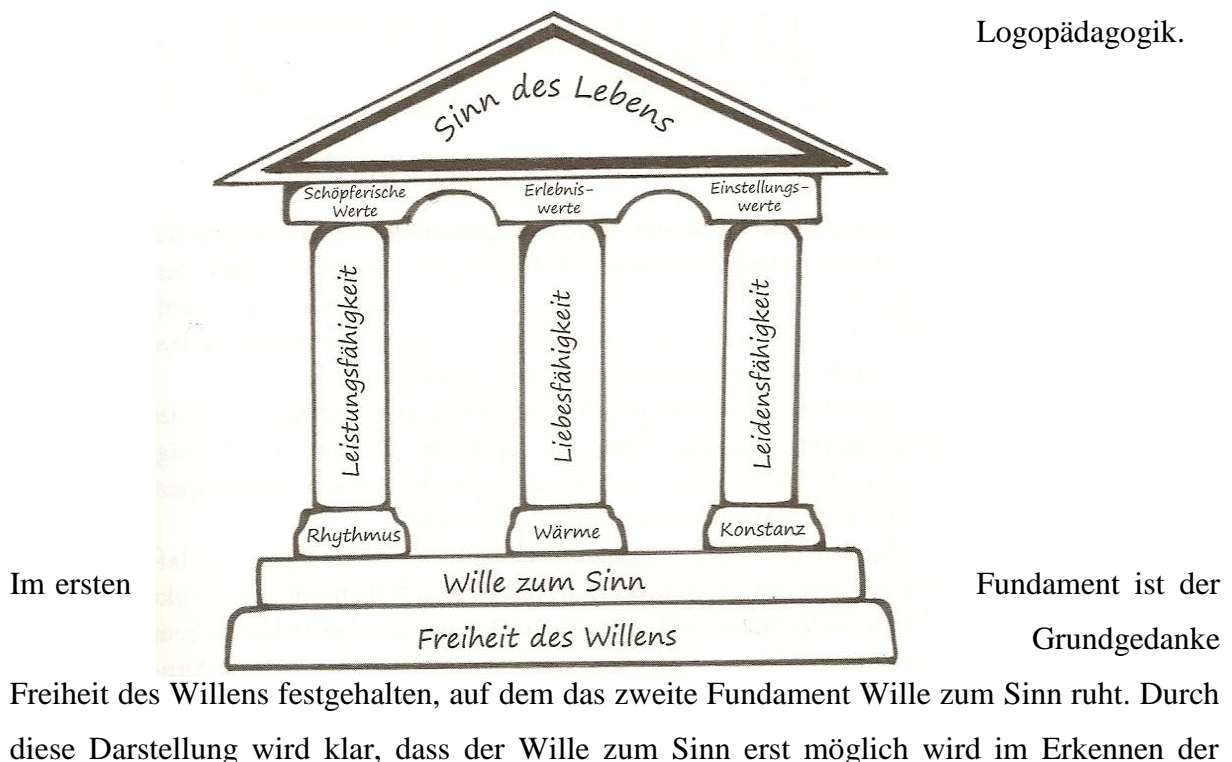 Logopädagogik.
Sinn des Lebens
Schöpferische
Werte
Erlebnis-
werte
Einstellungs-
werte
Leistungsfähigkeit
Liebesfähigkeit
Leidensfähigkeit
Rhythmus
Wärme
Konstanz
Wille zum Sinn
Freiheit des Willens
Im ersten Fundament ist der
Grundgedanke
Freiheit des Willens festgehalten, auf dem das zweite Fundament Wille zum Sinn ruht. Durch
diese Darstellung wird klar, dass der Wille zum Sinn erst möglich wird im Erkennen der